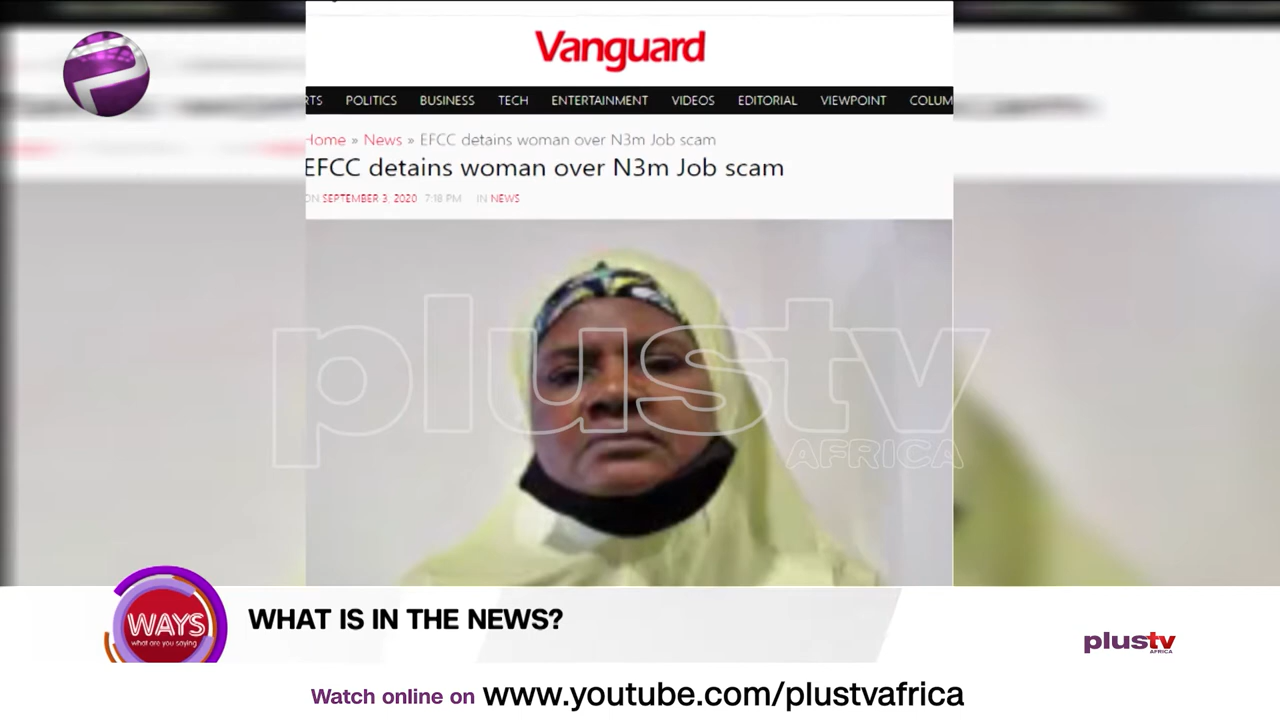 Vanguard
RTS POLITICS BUSINESS TECH ENTERTAINMENT VIDEOS EDITORIAL VIEWPOINT COLUM
Home » News » EFCC detains woman over N3m Job scam
EFCC detains woman over N3m Job scam
ON SEPTEMBER 3, 2020 7:18 PM IN NEWS
plustv
AFRICA
WAYS
what are you saying
WHAT IS IN THE NEWS?
plustv
AFRICA
Watch online on www.youtube.com/plustvafrica